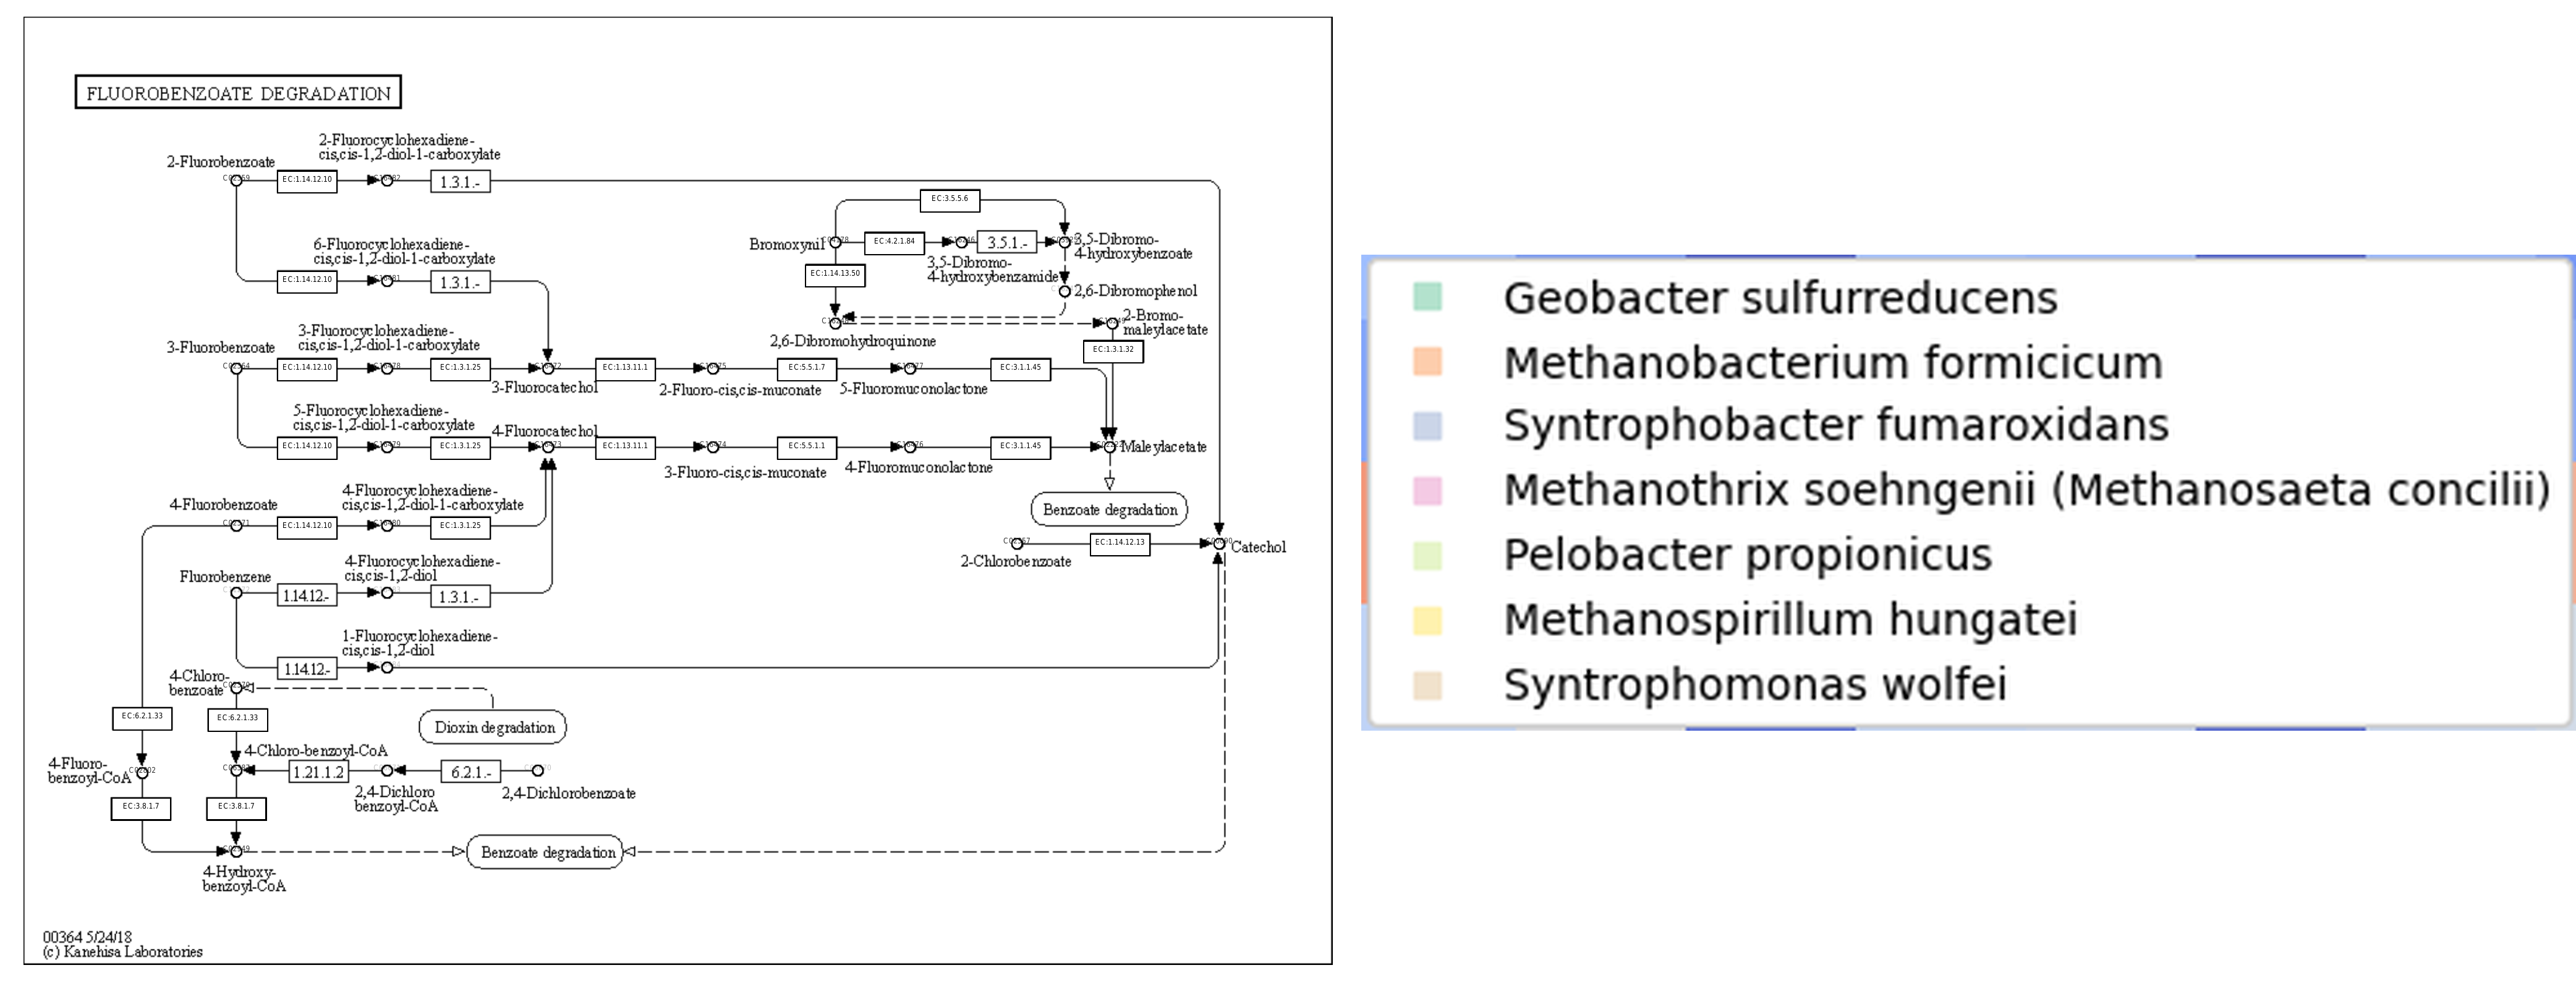 FLUOROBENZOATE DEGRADATION
2-Fluorocyclohexadiene-
cis,cis-1,2-diol-1-carboxylate
2-Fluorobenzoate
EC:1.14.12.10
1.3.1.-
EC:3.5.5.6
6-Fluorocyclohexadiene-
cis,cis-1,2-diol-1-carboxylate
Bromoxynil
EC:4.2.1.84
3.5.1.-
3,5-Dibromo-
4-hydroxybenzoate
3,5-Dibromo-
4-hydroxybenzamide
EC:1.14.13.50
EC:1.14.12.10
1.3.1.-
2,6-Dibromophenol
2-Bromo-
maleylacetate
3-Fluorocyclohexadiene-
cis,cis-1,2-diol-1-carboxylate
2,6-Dibromohydroquinone
3-Fluorobenzoate
EC:1.3.1.32
EC:1.14.12.10
EC:1.3.1.25
EC:1.13.11.1
EC:5.5.1.7
EC:3.1.1.45
3-Fluorocatechol
2-Fluoro-cis,cis-muconate
5-Fluoromuconolactone
5-Fluorocyclohexadiene-
cis,cis-1,2-diol-1-carboxylate
4-Fluorocatechol
EC:1.14.12.10
EC:1.3.1.25
EC:1.13.11.1
EC:5.5.1.1
EC:3.1.1.45
Maleylacetate
3-Fluoro-cis,cis-muconate
4-Fluoromuconolactone
4-Fluorocyclohexadiene-
cis,cis-1,2-diol-1-carboxylate
4-Fluorobenzoate
Benzoate degradation
EC:1.14.12.10
EC:1.3.1.25
EC:1.14.12.13
Catechol
2-Chlorobenzoate
4-Fluorocyclohexadiene-
cis,cis-1,2-diol
Fluorobenzene
1.14.12.-
1.3.1.-
1-Fluorocyclohexadiene-
cis,cis-1,2-diol
1.14.12.-
4-Chloro-
benzoate
EC:6.2.1.33
EC:6.2.1.33
Dioxin degradation
4-Chloro-benzoyl-CoA
4-Fluoro-
benzoyl-CoA
1.21.1.2
6.2.1.-
2,4-Dichloro
benzoyl-CoA
2,4-Dichlorobenzoate
EC:3.8.1.7
EC:3.8.1.7
Benzoate degradation
4-Hydroxy-
benzoyl-CoA
00364 5/24/18
(c) Kanehisa Laboratories
Geobacter sulfurreducens
Methanobacterium formicicum
Syntrophobacter fumaroxidans
Methanothrix soehngenii (Methanosaeta concilii)
Pelobacter propionicus
Methanospirillum hungatei
Syntrophomonas wolfei